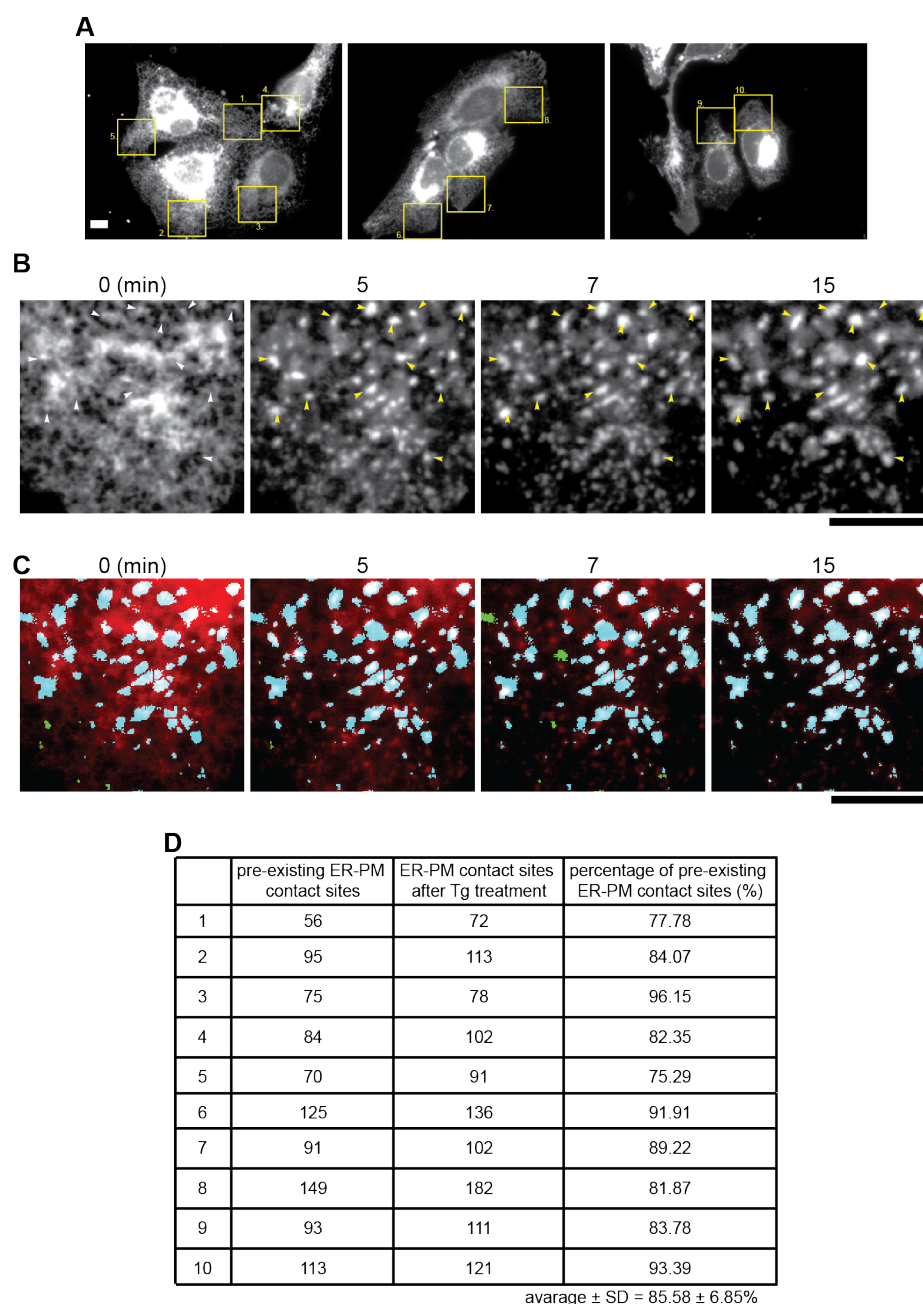 A
1.
4.
5.
2.
3.
8.
7.
6.
9.
10.
B
0 (min) 5 7 15
C
0 (min) 5 7 15
D
pre-existing ER-PM contact sites ER-PM contact sites after Tg treatment percentage of pre-existing ER-PM contact sites (%)
1 56 72 77.78
2 95 113 84.07
3 75 78 96.15
4 84 102 82.35
5 70 91 75.29
6 125 136 91.91
7 91 102 89.22
8 149 182 81.87
9 93 111 83.78
10 113 121 93.39
avarage ± SD = 85.58 ± 6.85%